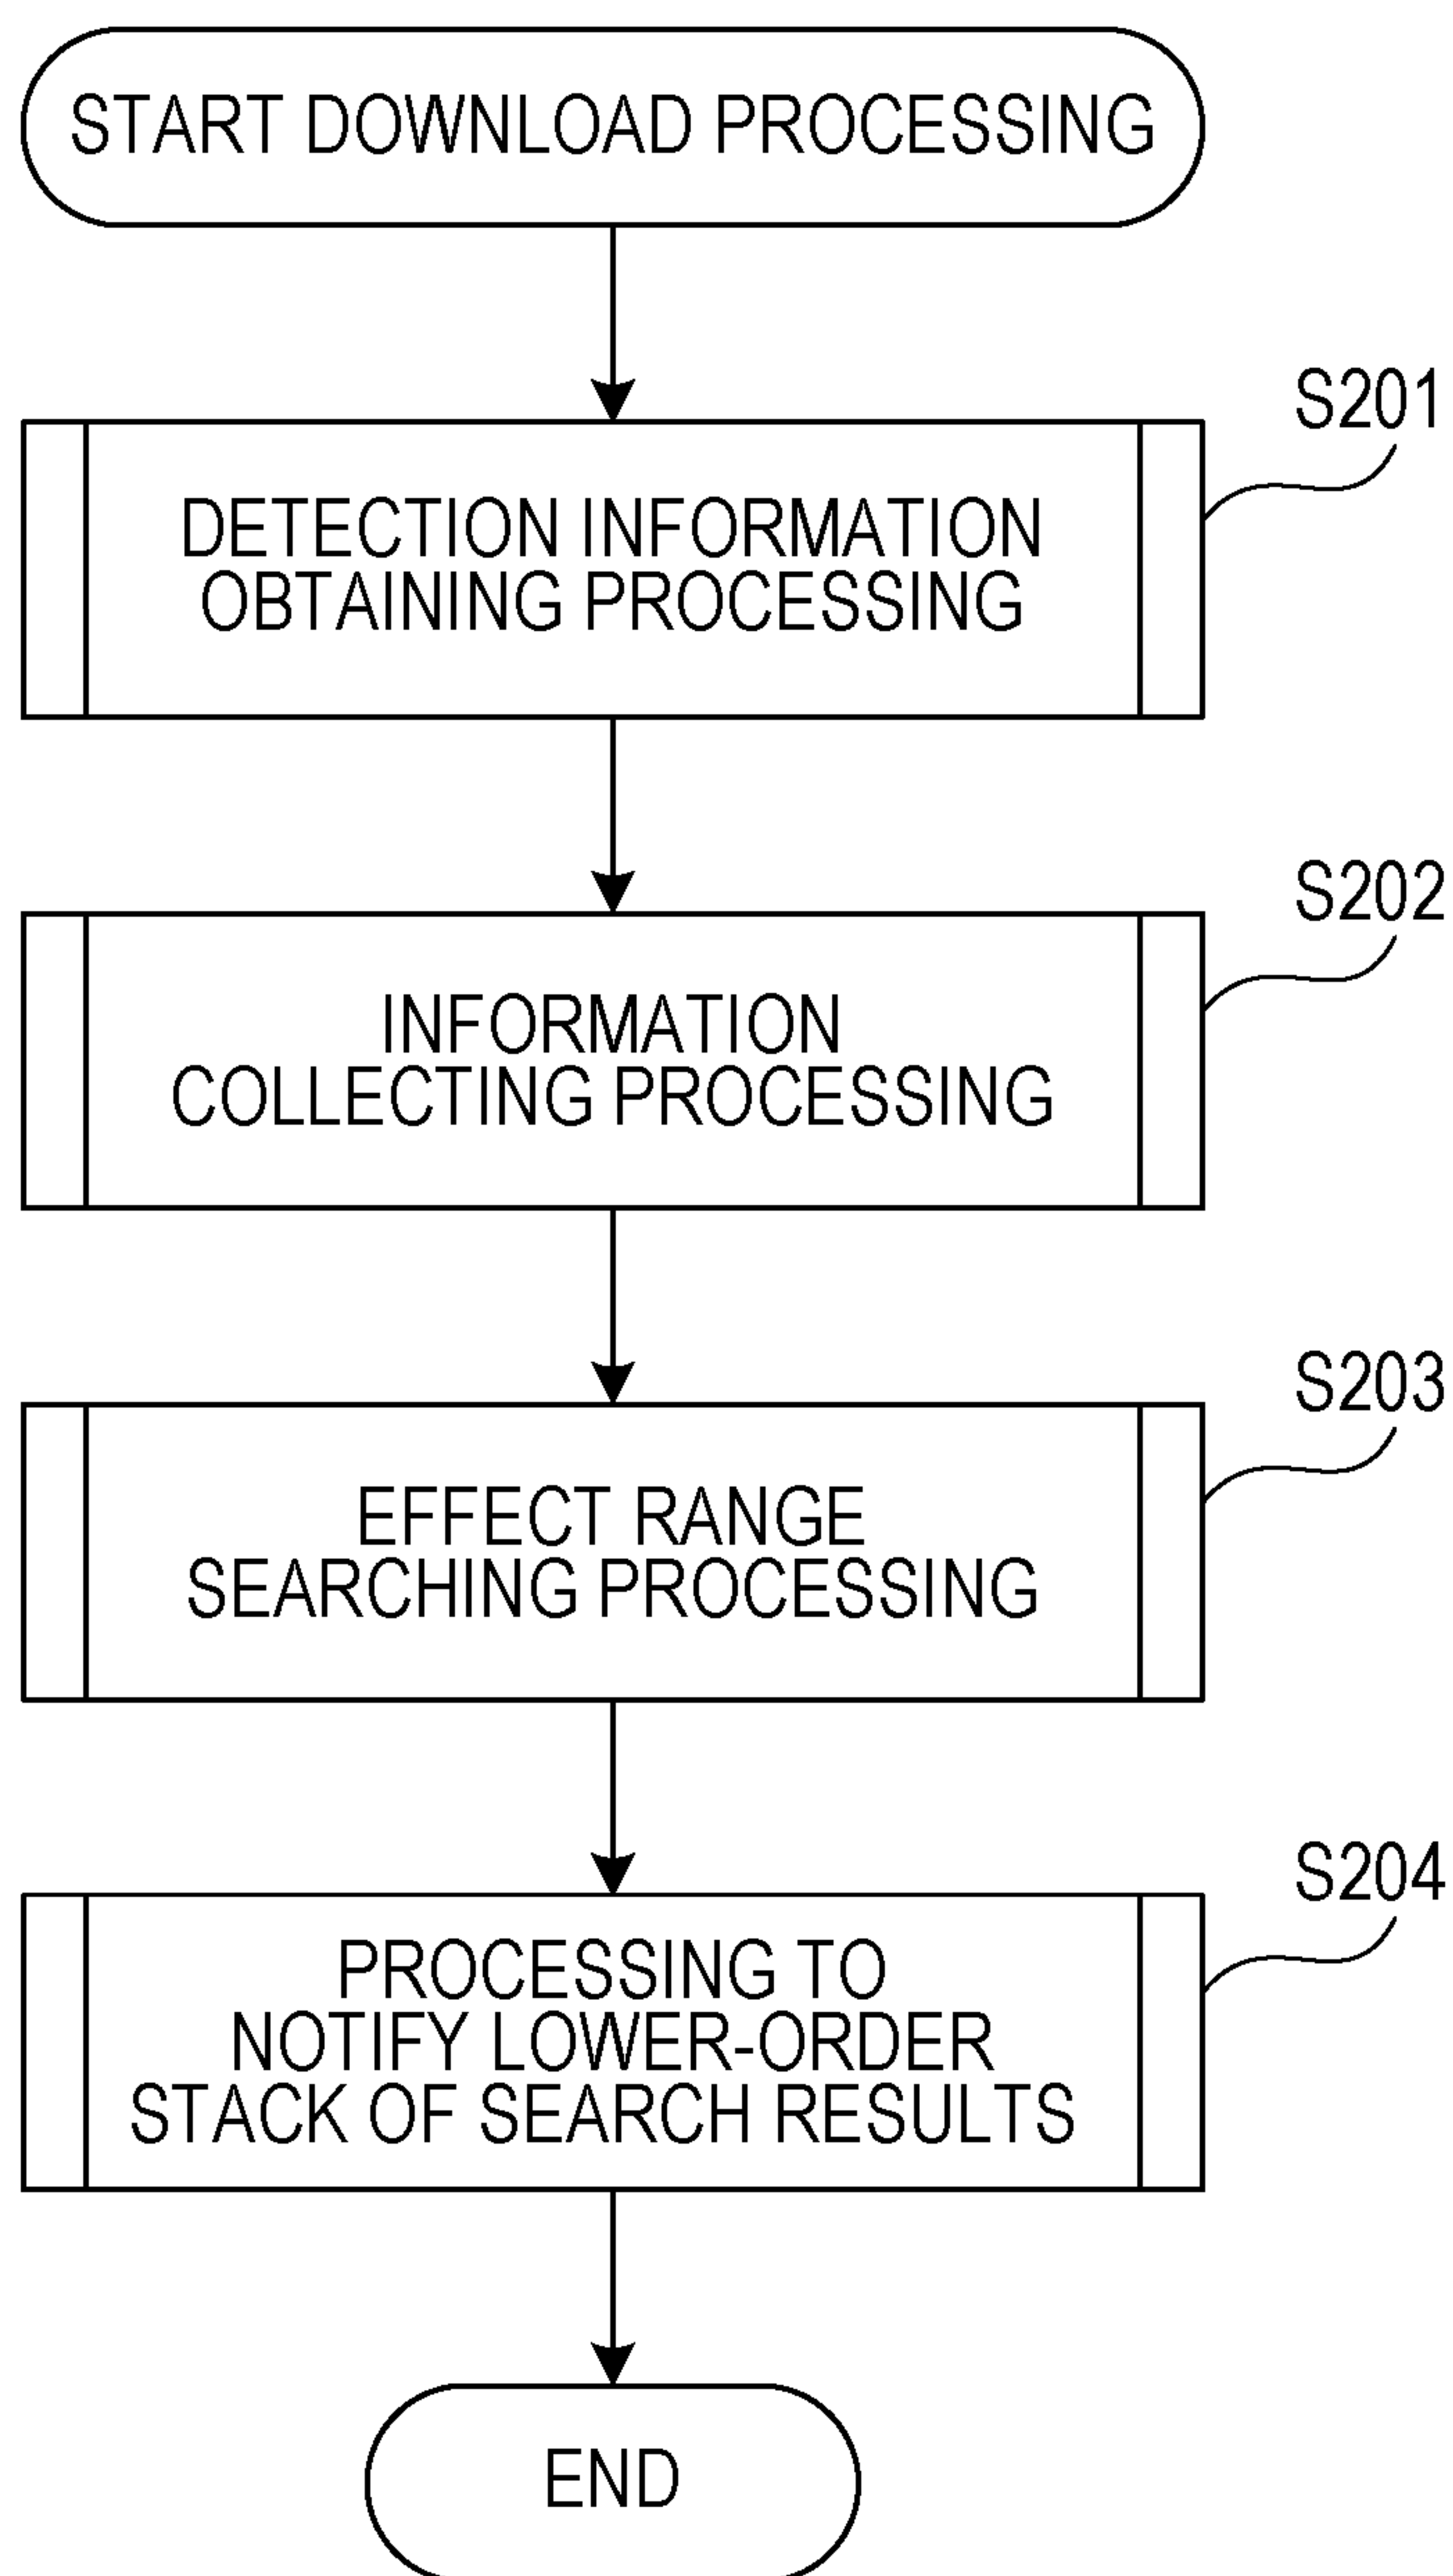 START DOWNLOAD PROCESSING
S201
DETECTION INFORMATION
OBTAINING PROCESSING
S202
INFORMATION
COLLECTING PROCESSING
S203
EFFECT RANGE
SEARCHING PROCESSING
S204
PROCESSING TO
NOTIFY LOWER-ORDER
STACK OF SEARCH RESULTS
END